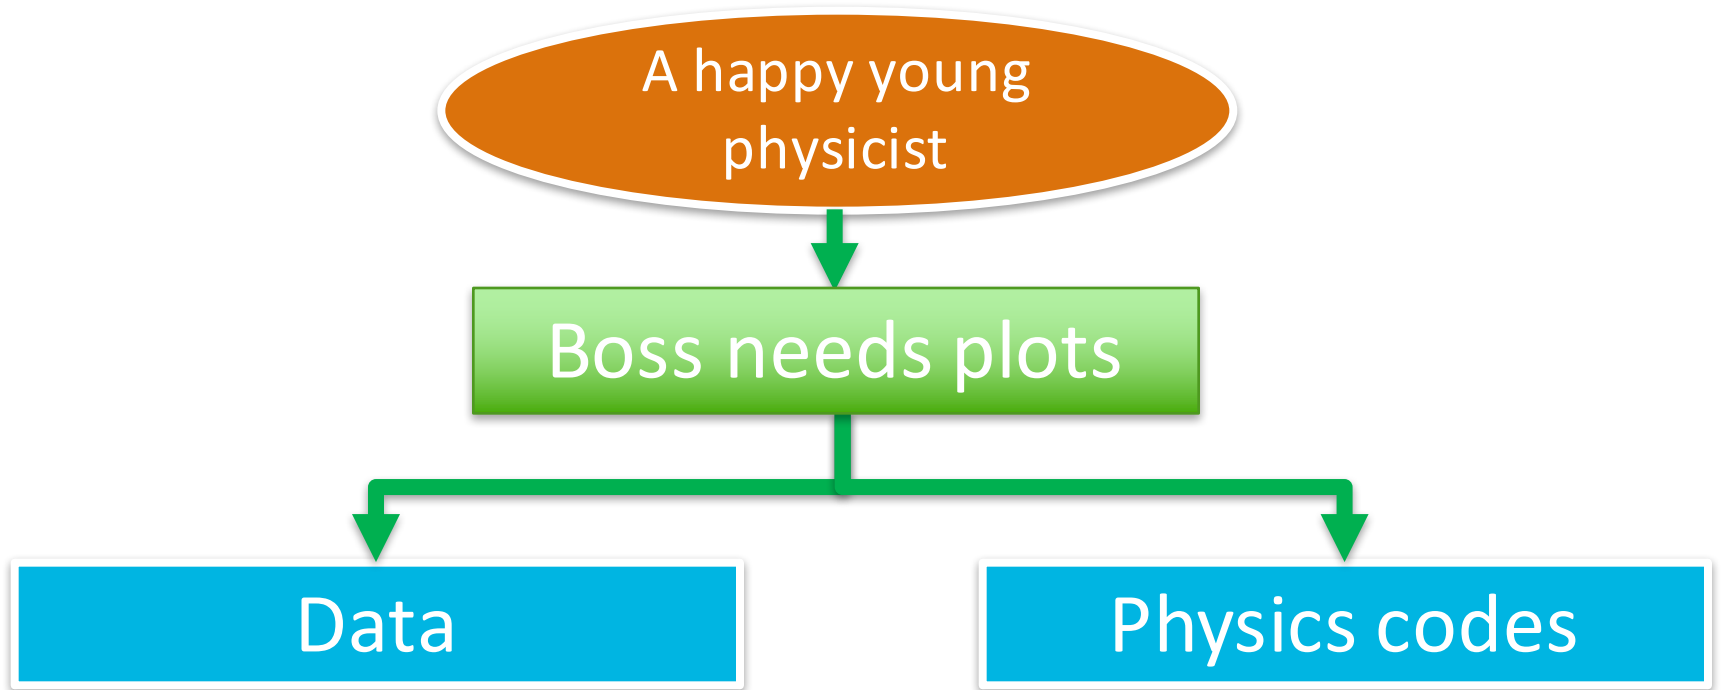 A happy young
physicist
Boss needs plots
Data
Physics codes